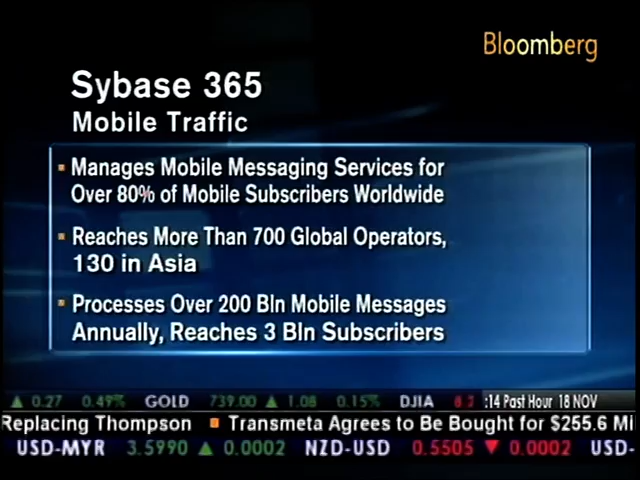 Bloomberg
Sybase 365
Mobile Traffic
Manages Mobile Messaging Services for
Over 80% of Mobile Subscribers Worldwide
Reaches More Than 700 Global Operators,
130 in Asia
Processes Over 200 Bln Mobile Messages
Annually, Reaches 3 Bln Subscribers
▲ 0.27 0.49% GOLD 739.00 ▲ 1.08 0.15% DJIA :14 Past Hour 18 NOV
Replacing Thompson ■ Transmeta Agrees to Be Bought for $255.6 Mi
USD-MYR 3.5990 ▲ 0.0002 NZD-USD 0.5505 ▼ 0.0002 USD-